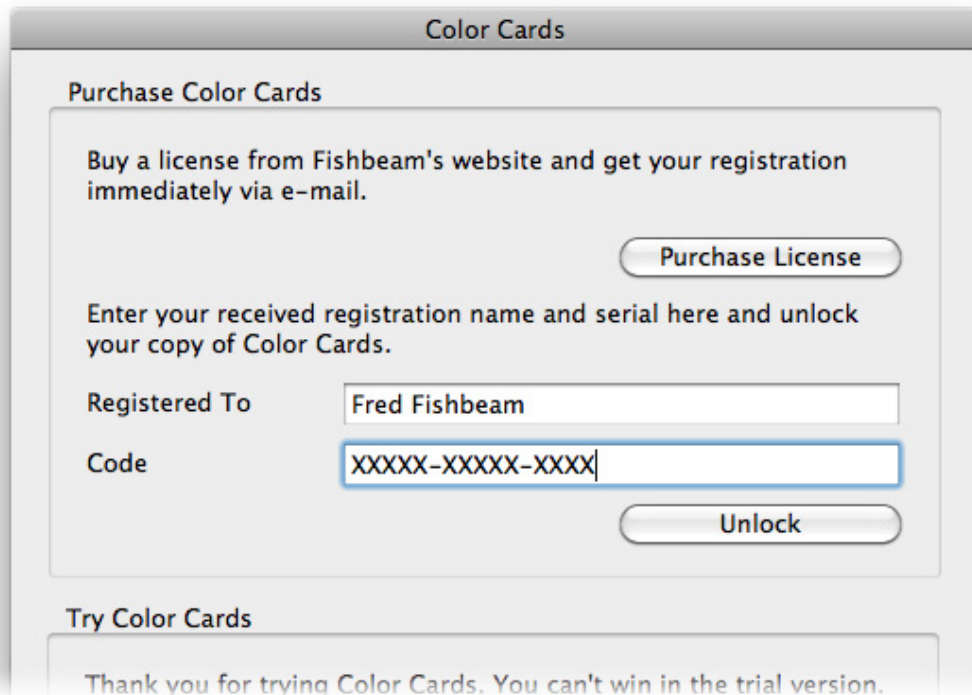 Color Cards
Purchase Color Cards
Buy a license from Fishbeam's website and get your registration
immediately via e-mail.
Purchase License
Enter your received registration name and serial here and unlock
your copy of Color Cards.
Registered To
Fred Fishbeam
Code
XXXXX-XXXXX-XXXX
Unlock
Try Color Cards
Thank you for trying Color Cards. You can't win in the trial version.